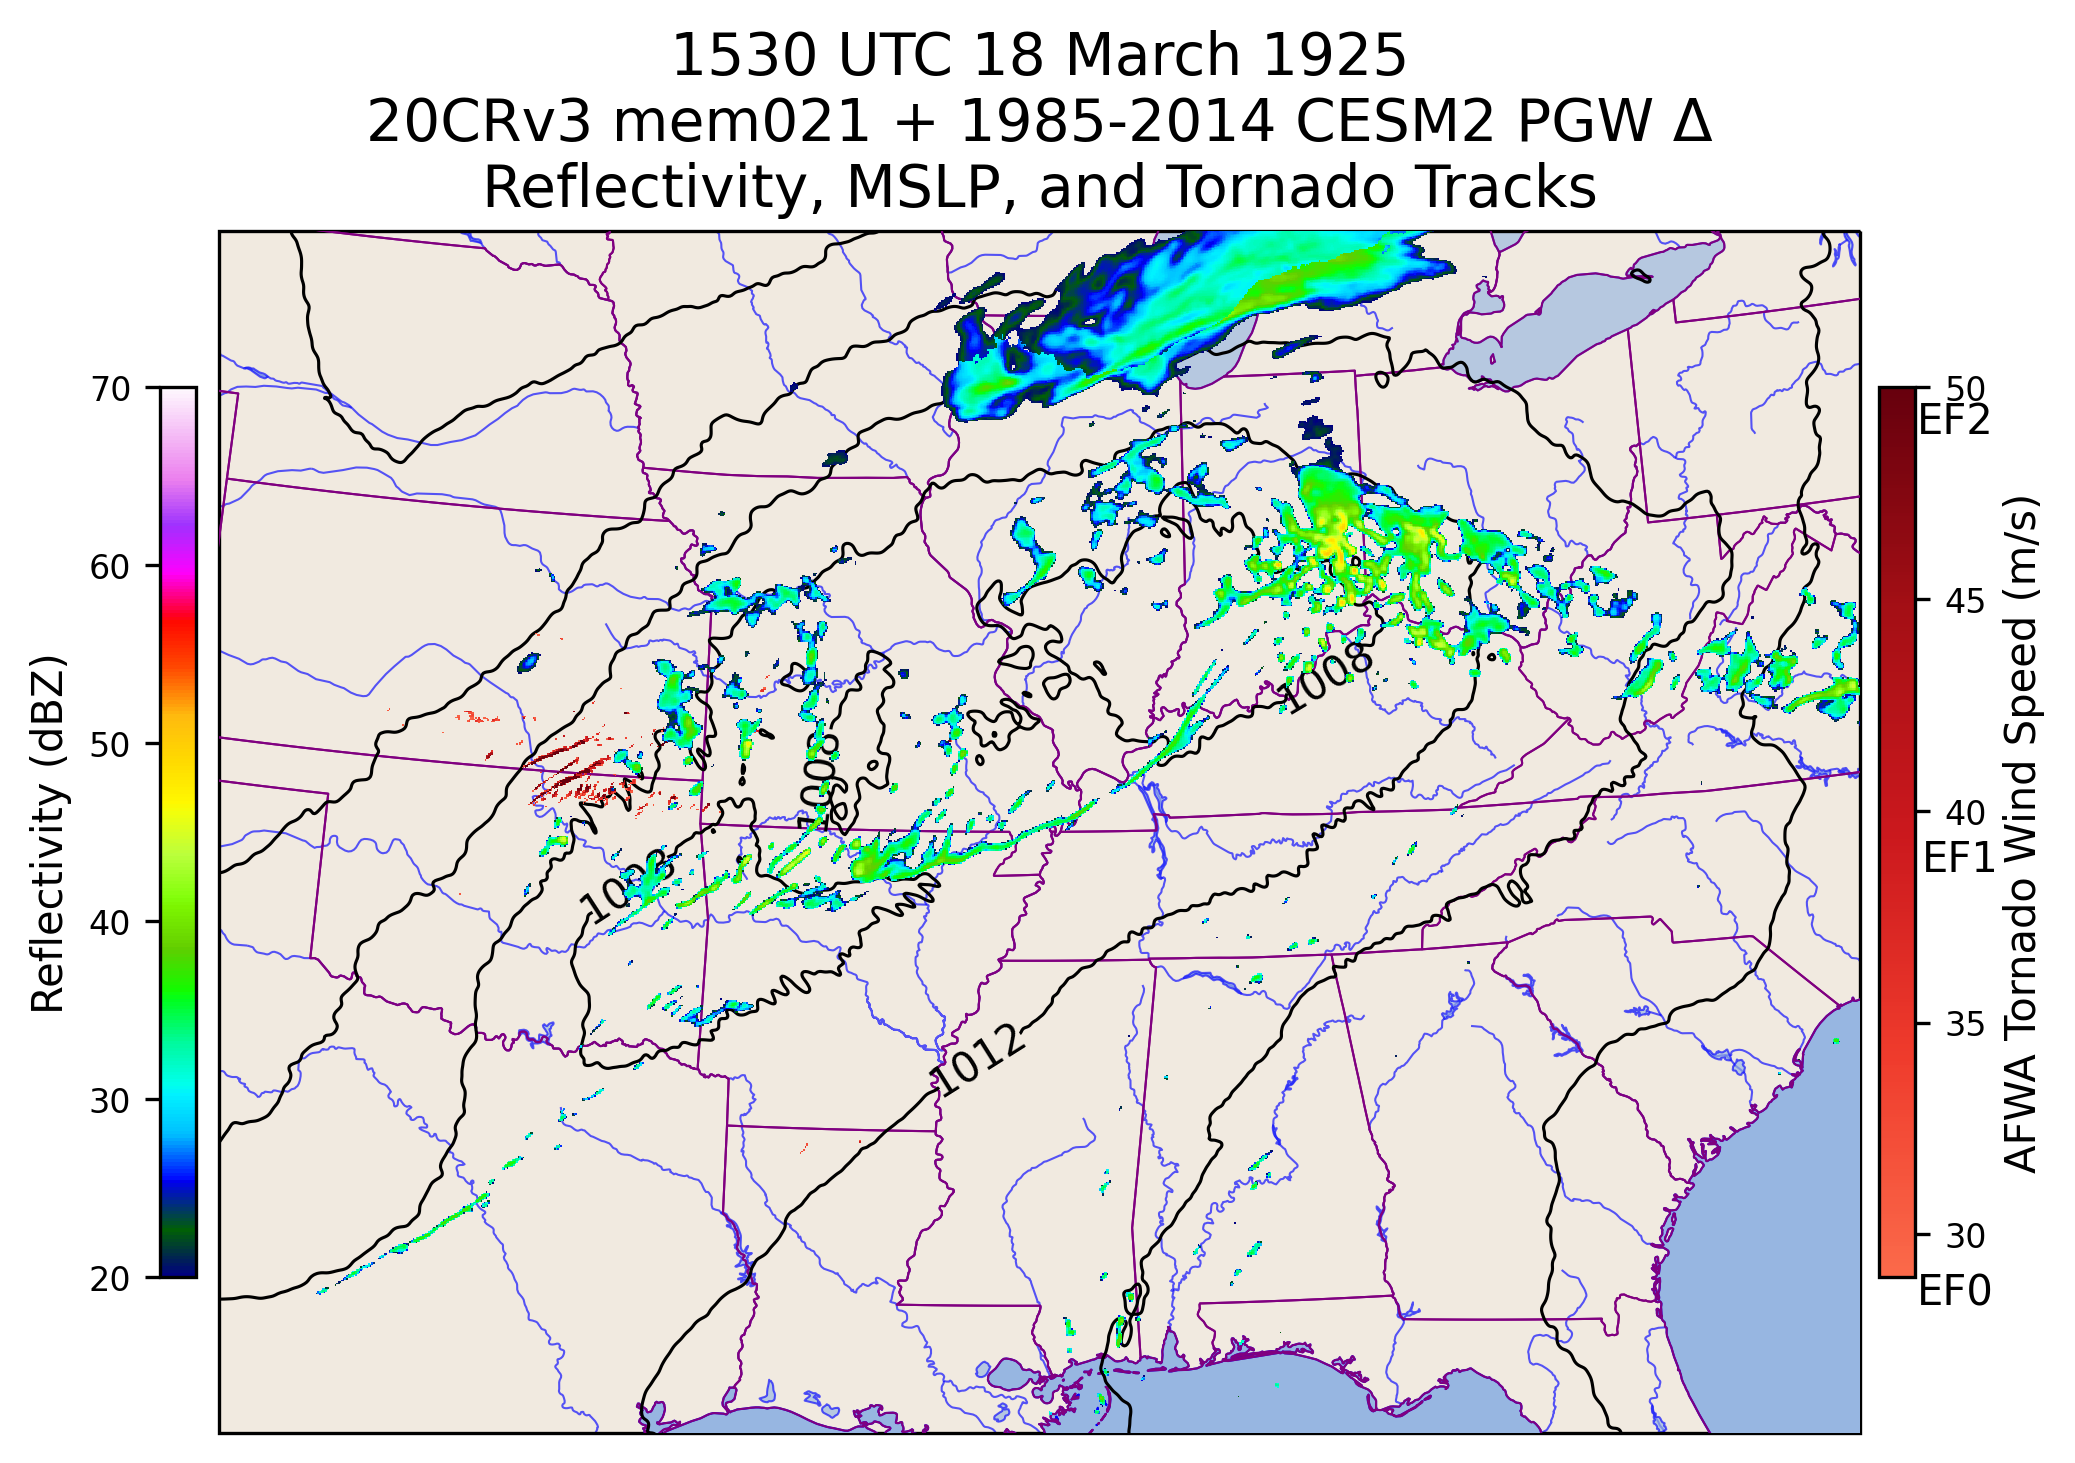 1530 UTC 18 March 1925
20CRv3 mem021 + 1985-2014 CESM2 PGW Δ
Reflectivity, MSLP, and Tornado Tracks
Reflectivity (dBZ)
70
60
50
40
30
20
1008
1008
1008
1012
50
EF2
45
40
EF1
35
30
EF0
AFWA Tornado Wind Speed (m/s)